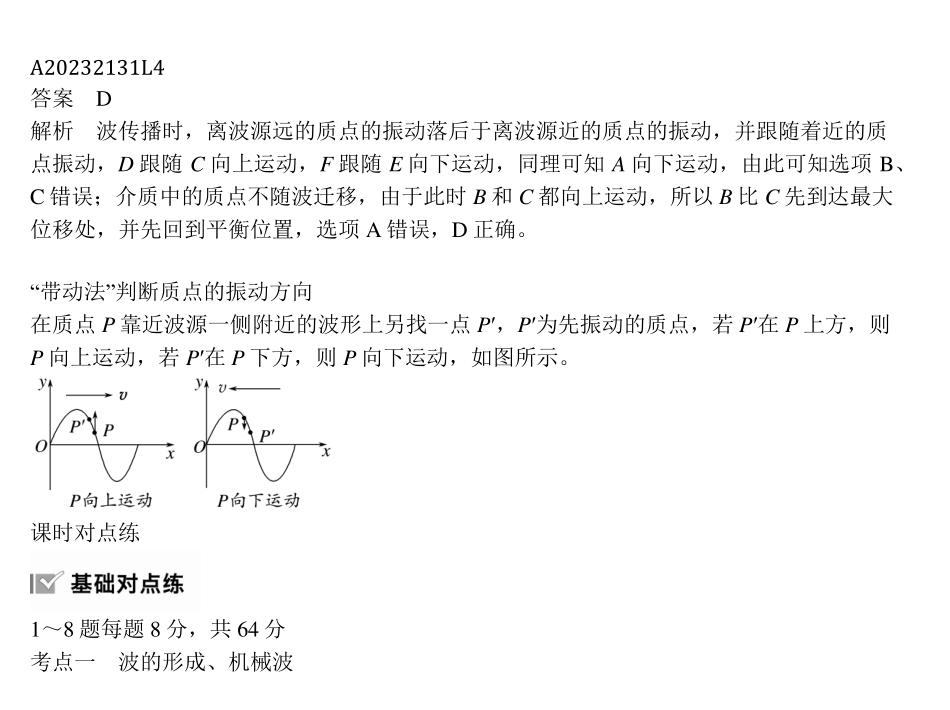 A20232131L4
答案　D
解析　波传播时，离波源远的质点的振动落后于离波源近的质点的振动，并跟随着近的质
点振动，D 跟随 C 向上运动，F 跟随 E 向下运动，同理可知 A 向下运动，由此可知选项 B、
C 错误；介质中的质点不随波迁移，由于此时 B 和 C 都向上运动，所以 B 比 C 先到达最大
位移处，并先回到平衡位置，选项 A 错误，D 正确。
“带动法”判断质点的振动方向
在质点 P 靠近波源一侧附近的波形上另找一点 P′，P′为先振动的质点，若 P′在 P 上方，则
P 向上运动，若 P′在 P 下方，则 P 向下运动，如图所示。
y v P′ P O x
P向上运动
y v P P′ O x
P向下运动
课时对点练
基础对点练
1～8 题每题 8 分，共 64 分
考点一　波的形成、机械波